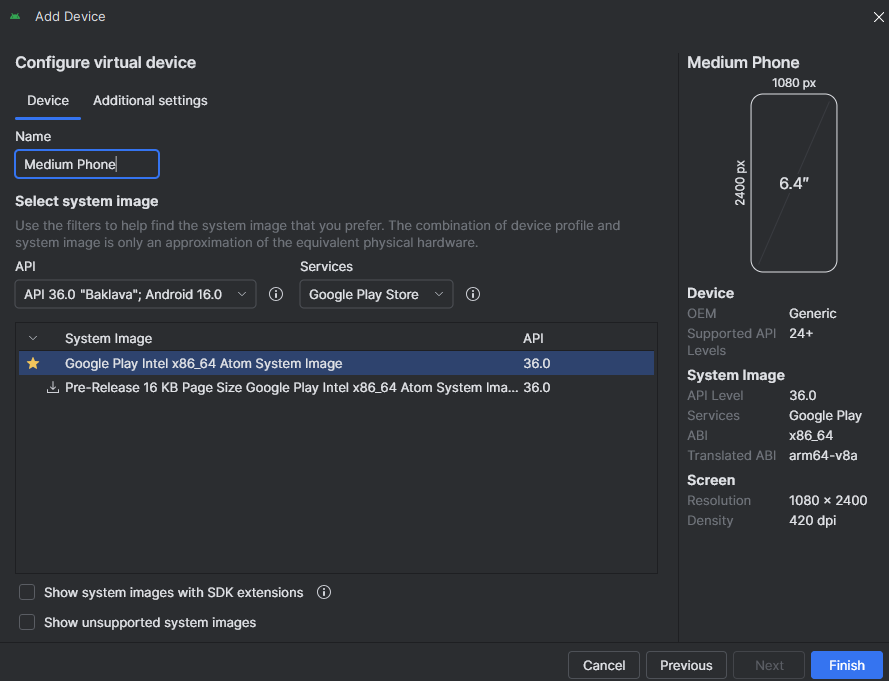 Add Device
Configure virtual device
Device Additional settings
Name
Medium Phone
Select system image
Use the filters to help find the system image that you prefer. The combination of device profile and
system image is only an approximation of the equivalent physical hardware.
API Services
API 36.0 "Baklava"; Android 16.0 Google Play Store
System Image API
Google Play Intel x86_64 Atom System Image 36.0
Pre-Release 16 KB Page Size Google Play Intel x86_64 Atom System Ima... 36.0
Show system images with SDK extensions
Show unsupported system images
Medium Phone
1080 px
2400 px
6.4″
Device
OEM Generic
Supported API 24+
Levels
System Image
API Level 36.0
Services Google Play
ABI x86_64
Translated ABI arm64-v8a
Screen
Resolution 1080 × 2400
Density 420 dpi
Cancel Previous Next Finish